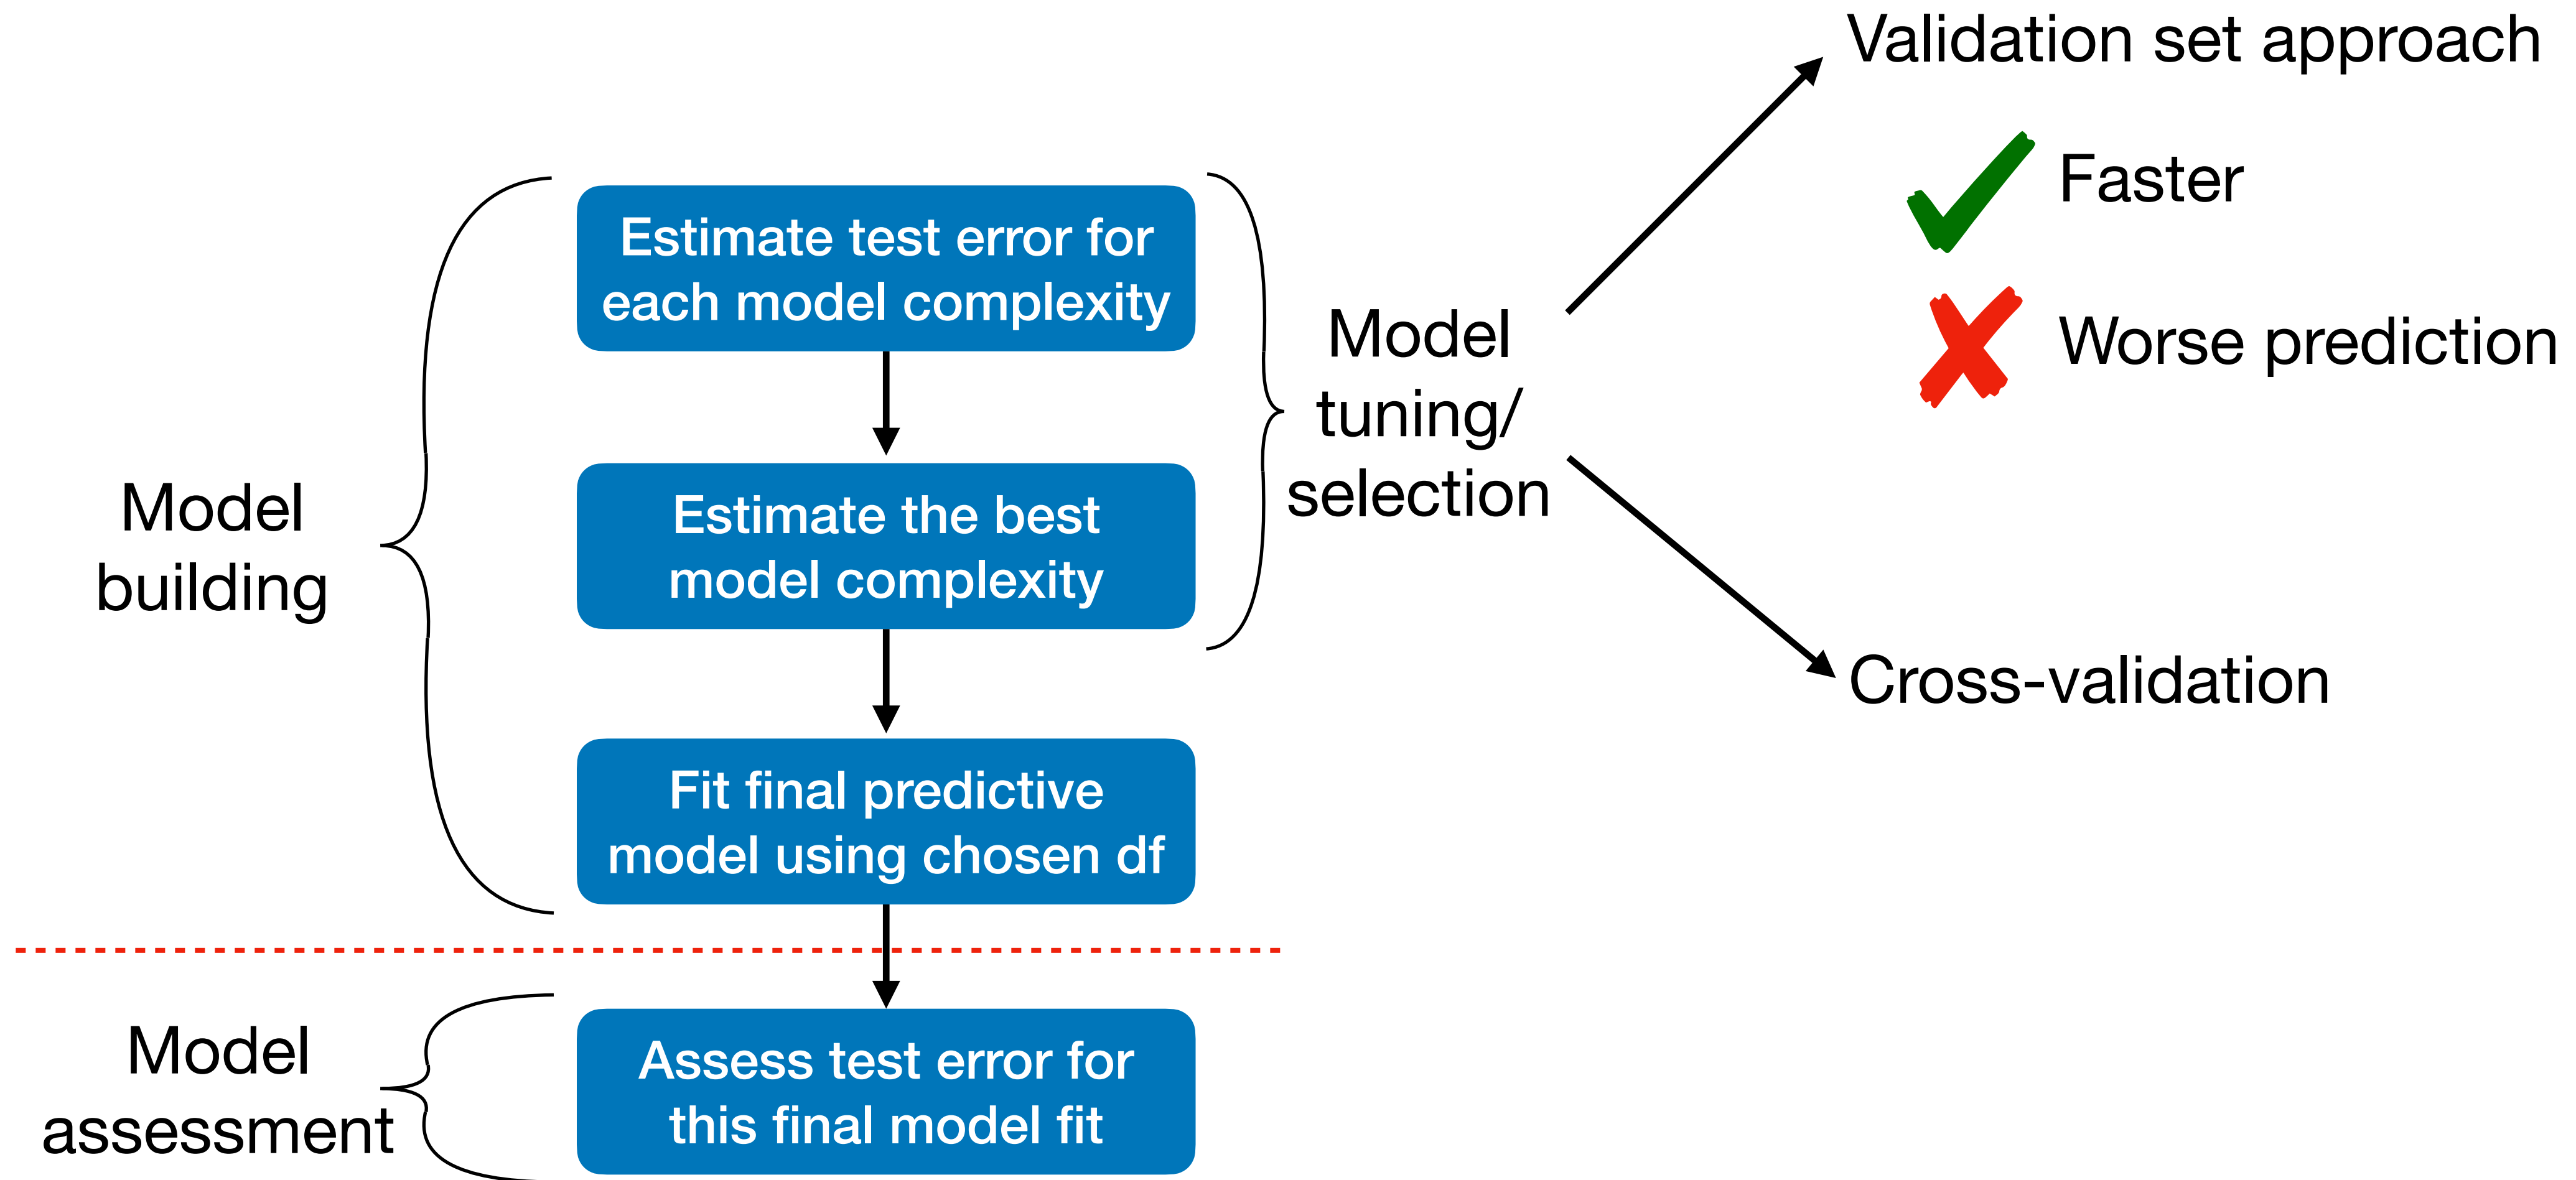 Validation set approach
Faster
Worse prediction
Estimate test error for
each model complexity
Model
tuning/
selection
Estimate the best
model complexity
Model
building
Cross-validation
Fit final predictive
model using chosen df
Model
assessment
Assess test error for
this final model fit